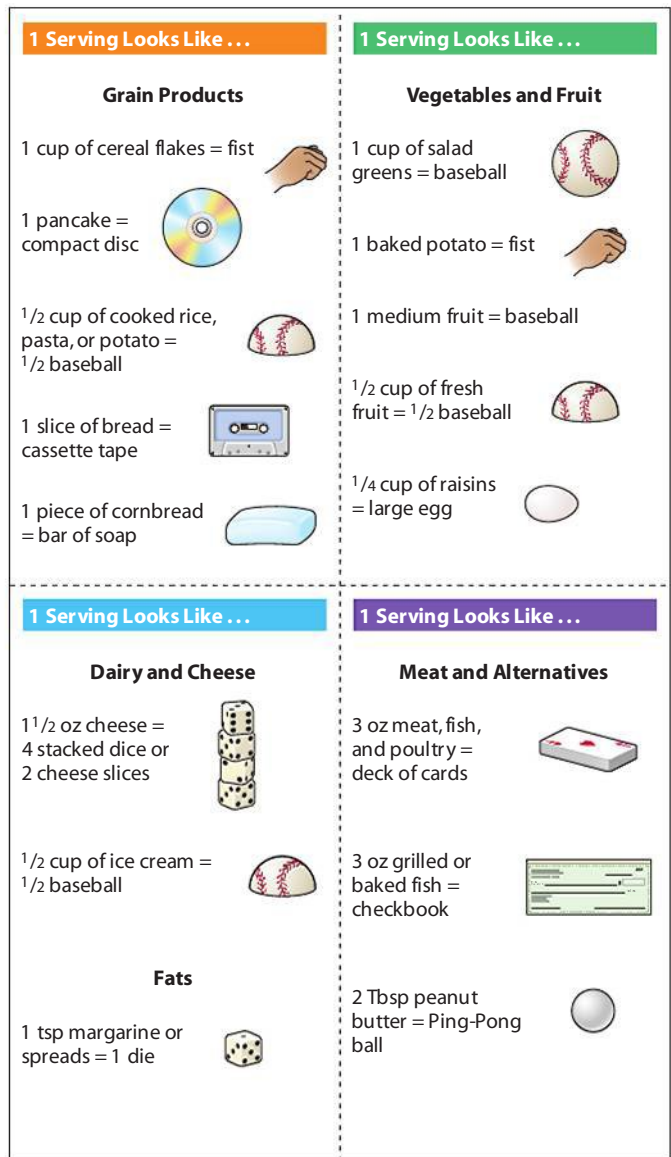 1 Serving Looks Like . . .
Grain Products
1 cup of cereal flakes = fist
1 pancake =
compact disc
1/2 cup of cooked rice,
pasta, or potato =
1/2 baseball
1 slice of bread =
cassette tape
1 piece of cornbread
= bar of soap
1 Serving Looks Like . . .
Vegetables and Fruit
1 cup of salad
greens = baseball
1 baked potato = fist
1 medium fruit = baseball
1/2 cup of fresh
fruit = 1/2 baseball
1/4 cup of raisins
= large egg
1 Serving Looks Like . . .
Dairy and Cheese
1 1/2 oz cheese =
4 stacked dice or
2 cheese slices
1/2 cup of ice cream =
1/2 baseball
Fats
1 tsp margarine or
spreads = 1 die
1 Serving Looks Like . . .
Meat and Alternatives
3 oz meat, fish,
and poultry =
deck of cards
3 oz grilled or
baked fish =
checkbook
2 Tbsp peanut
butter = Ping-Pong
ball